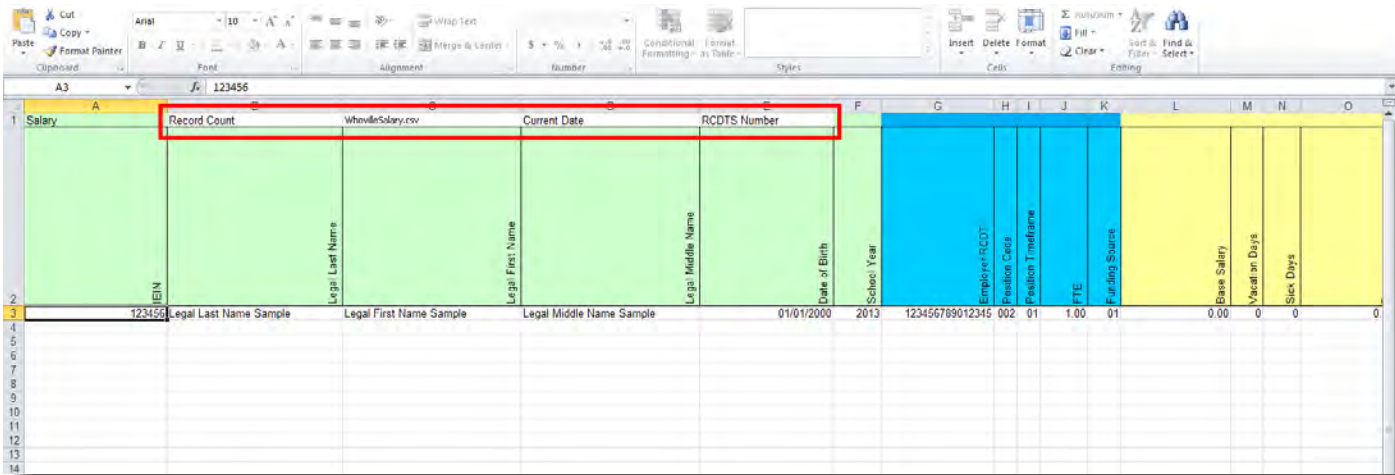 Cut
Copy
Format Painter
Paste
Clipboard
Arial
10
B I U
Font
Wrap Text
Merge & Center
Alignment
$ % ,
Number
Conditional Formatting
Format as Table
Styles
Insert Delete Format
Cells
Σ AutoSum
Fill
Clear
Sort & Filter
Find & Select
Editing
A3 fx 123456
A F G H I J K L M N O
1 Salary Record Count WhovilleSalary.csv Current Date RCDTS Number
2 IEIN Legal Last Name Legal First Name Legal Middle Name Date of Birth School Year Employer RCDT Position Code Position Timeframe FTE Funding Source Base Salary Vacation Days Sick Days
3 123456 Legal Last Name Sample Legal First Name Sample Legal Middle Name Sample 01/01/2000 2013 123456789012345 002 01 1.00 01 0.00 0 0 0.
4
5
6
7
8
9
10
11
12
13
14